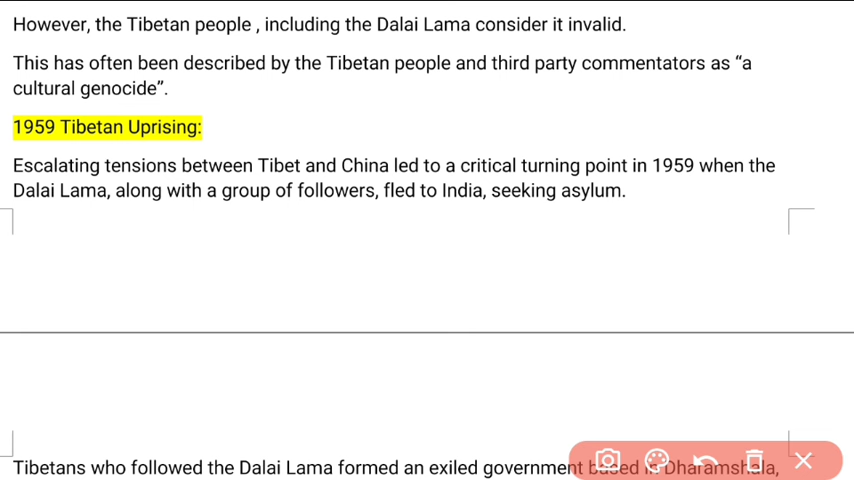 However, the Tibetan people , including the Dalai Lama consider it invalid.
This has often been described by the Tibetan people and third party commentators as “a
cultural genocide”.
1959 Tibetan Uprising:
Escalating tensions between Tibet and China led to a critical turning point in 1959 when the
Dalai Lama, along with a group of followers, fled to India, seeking asylum.
Tibetans who followed the Dalai Lama formed an exiled government based in Dharamshala,